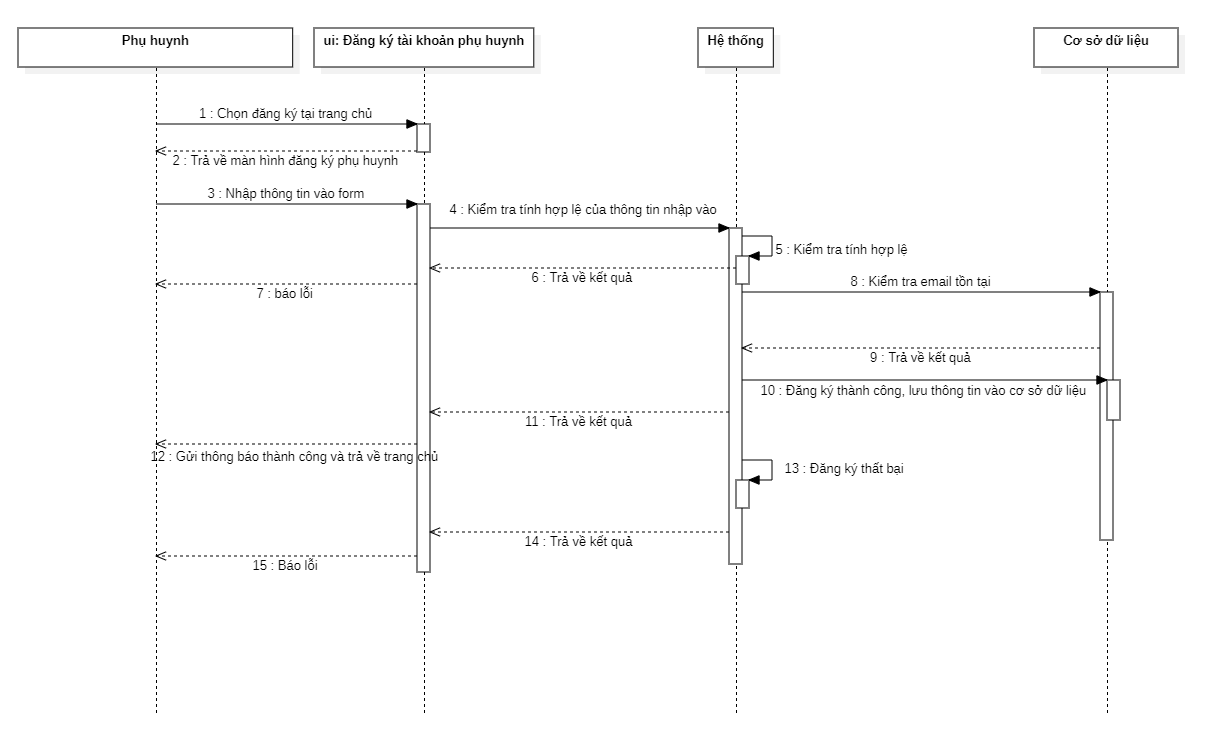 Phụ huynh
ui: Đăng ký tài khoản phụ huynh
Hệ thống
Cơ sở dữ liệu
1 : Chọn đăng ký tại trang chủ
2 : Trả về màn hình đăng ký phụ huynh
3 : Nhập thông tin vào form
4 : Kiểm tra tính hợp lệ của thông tin nhập vào
5 : Kiểm tra tính hợp lệ
6 : Trả về kết quả
7 : báo lỗi
8 : Kiểm tra email tồn tại
9 : Trả về kết quả
10 : Đăng ký thành công, lưu thông tin vào cơ sở dữ liệu
11 : Trả về kết quả
12 : Gửi thông báo thành công và trả về trang chủ
13 : Đăng ký thất bại
14 : Trả về kết quả
15 : Báo lỗi